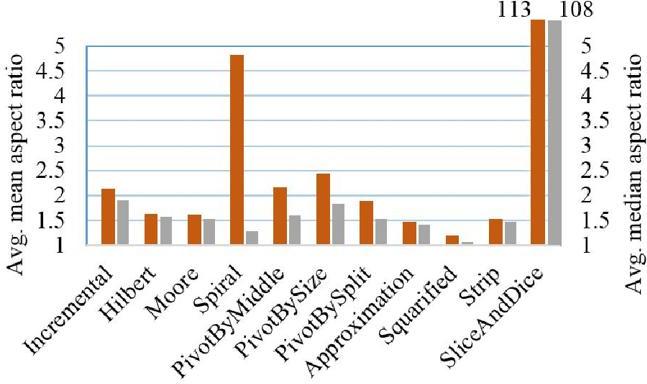 113 108
Avg. mean aspect ratio
5
4.5
4
3.5
3
2.5
2
1.5
1
5
4.5
4
3.5
3
2.5
2
1.5
1
Avg. median aspect ratio
Incremental
Hilbert
Moore
Spiral
PivotByMiddle
PivotBySize
PivotBySplit
Approximation
Squarified
Strip
SliceAndDice